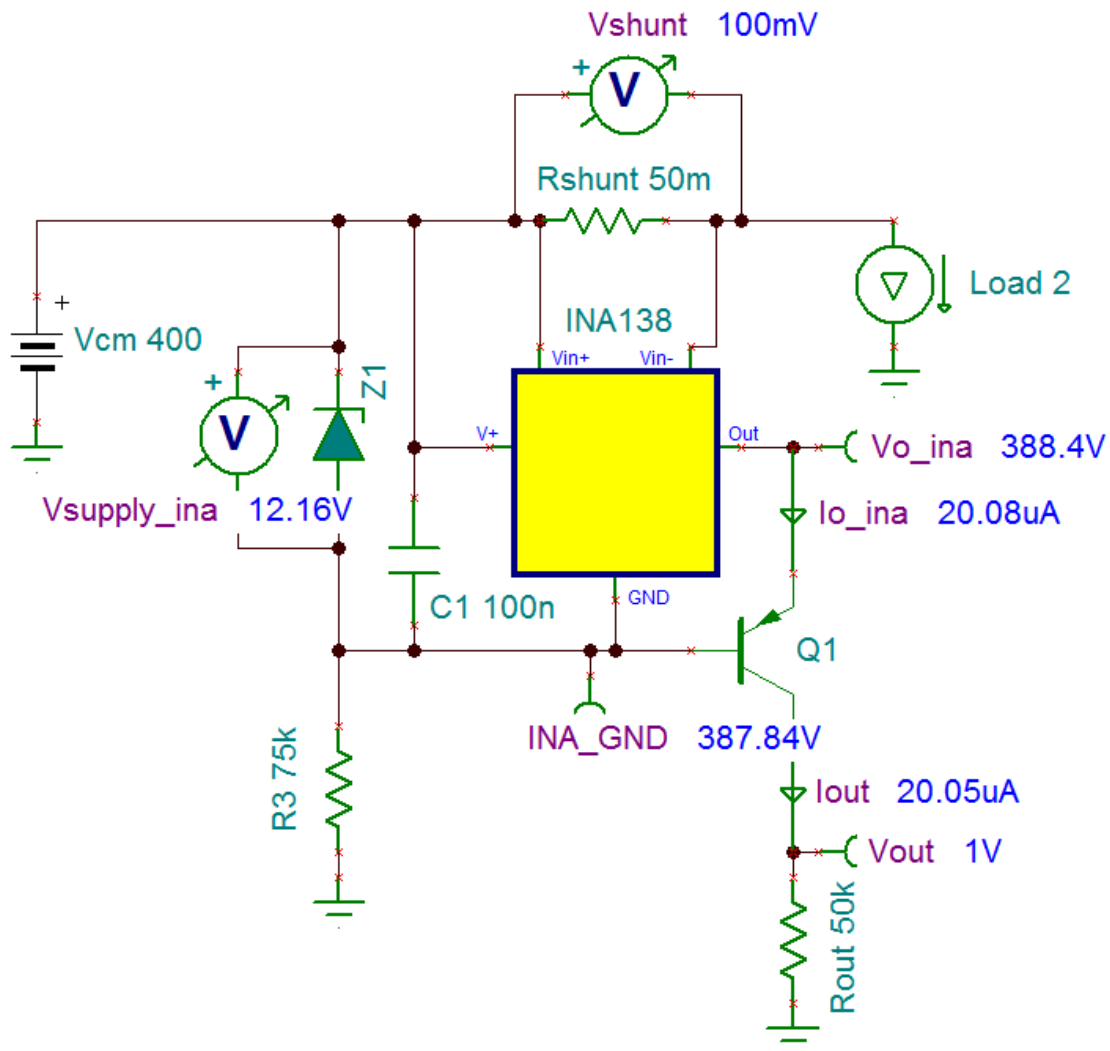 Vshunt 100mV
+
V
Rshunt 50m
+
Vcm 400
INA138
Load 2
Vin+ Vin-
Z1
+
V
V+
Out
Vo_ina 388.4V
Vsupply_ina 12.16V
Io_ina 20.08uA
C1 100n
GND
Q1
INA_GND 387.84V
R3 75k
Iout 20.05uA
Vout 1V
Rout 50k